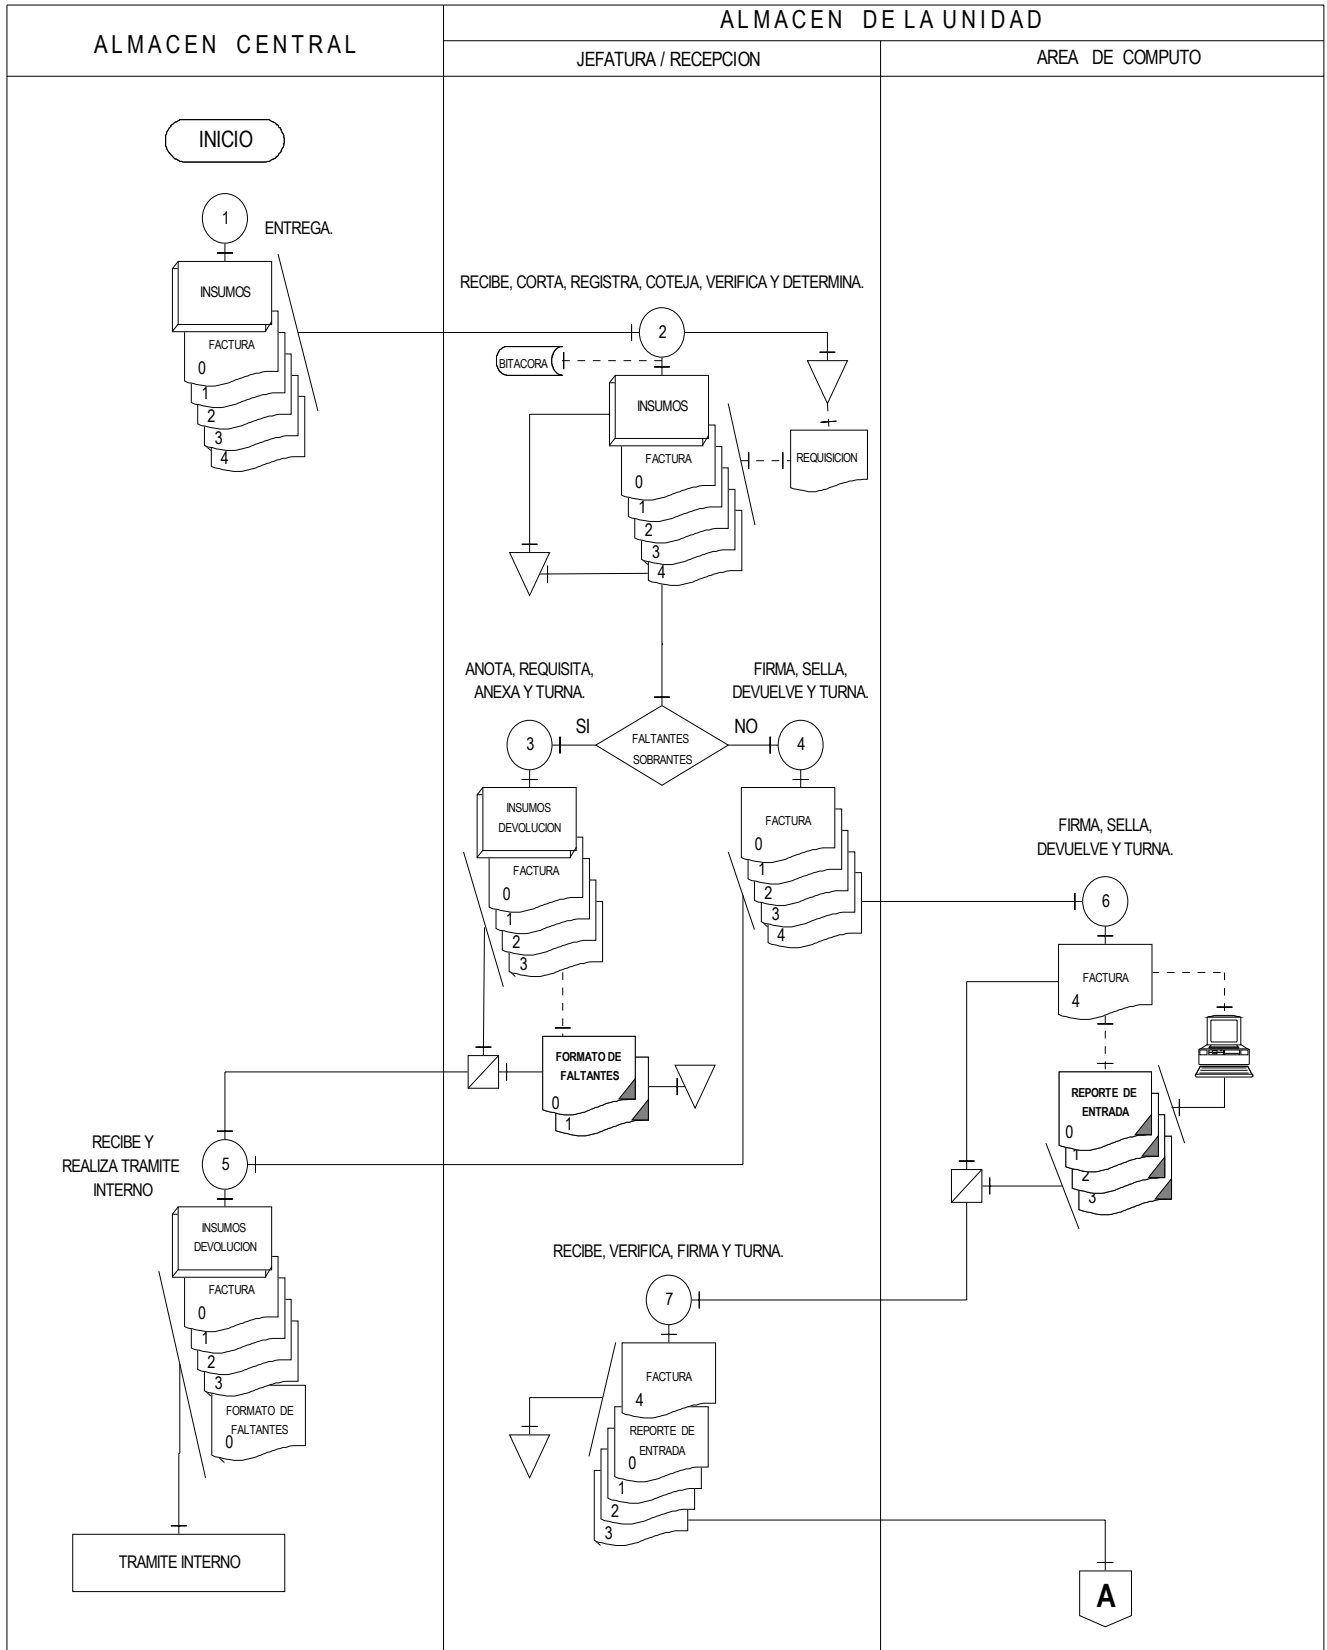 ALMACEN CENTRAL
ALMACEN DE LA UNIDAD
JEFATURA / RECEPCION
AREA DE COMPUTO
INICIO
1
ENTREGA.
INSUMOS
FACTURA
0
1
2
3
4
RECIBE, CORTA, REGISTRA, COTEJA, VERIFICA Y DETERMINA.
2
BITACORA
INSUMOS
FACTURA
0
1
2
3
4
REQUISICION
ANOTA, REQUISITA,
ANEXA Y TURNA.
FIRMA, SELLA,
DEVUELVE Y TURNA.
SI
NO
3
FALTANTES
SOBRANTES
4
INSUMOS
DEVOLUCION
FACTURA
0
1
2
3
FACTURA
0
1
2
3
4
FORMATO DE
FALTANTES
0
1
FIRMA, SELLA,
DEVUELVE Y TURNA.
6
FACTURA
4
REPORTE DE
ENTRADA
0
1
2
3
RECIBE Y
REALIZA TRAMITE
INTERNO
5
INSUMOS
DEVOLUCION
FACTURA
0
1
2
3
FORMATO DE
FALTANTES
0
TRAMITE INTERNO
RECIBE, VERIFICA, FIRMA Y TURNA.
7
FACTURA
4
REPORTE DE
ENTRADA
0
1
2
3
A